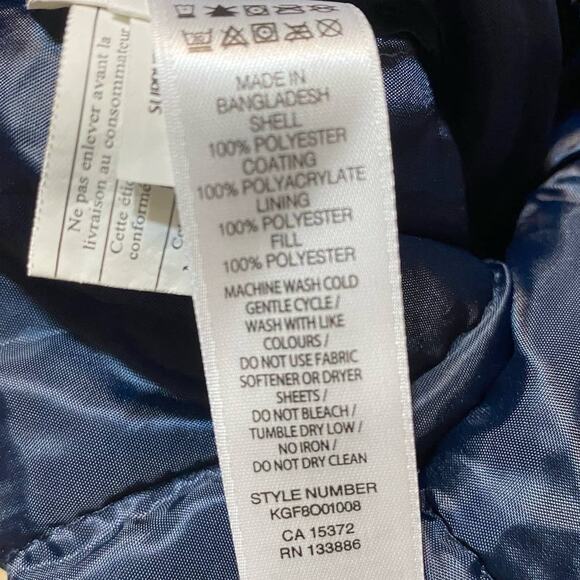 MADE IN
BANGLADESH
SHELL
100% POLYESTER
COATING
100% POLYACRYLATE
LINING
100% POLYESTER
FILL
100% POLYESTER
MACHINE WASH COLD
GENTLE CYCLE /
WASH WITH LIKE
COLOURS /
DO NOT USE FABRIC
SOFTENER OR DRYER
SHEETS /
DO NOT BLEACH /
TUMBLE DRY LOW /
NO IRON /
DO NOT DRY CLEAN
STYLE NUMBER
KGF8O01008
CA 15372
RN 133886
Ne pas enlever avant la
livraison au consommateur
Cette
conforme